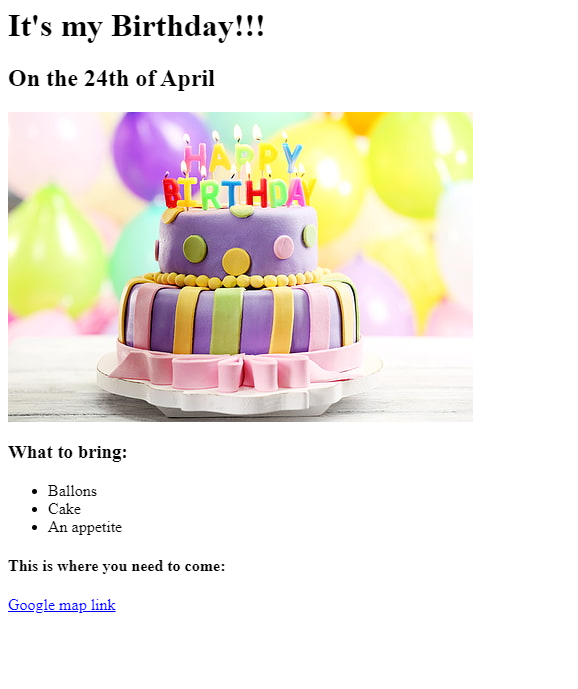 It's my Birthday!!!
On the 24th of April
HAPPY
BIRTHDAY
What to bring:
Ballons
Cake
An appetite
This is where you need to come:
Google map link